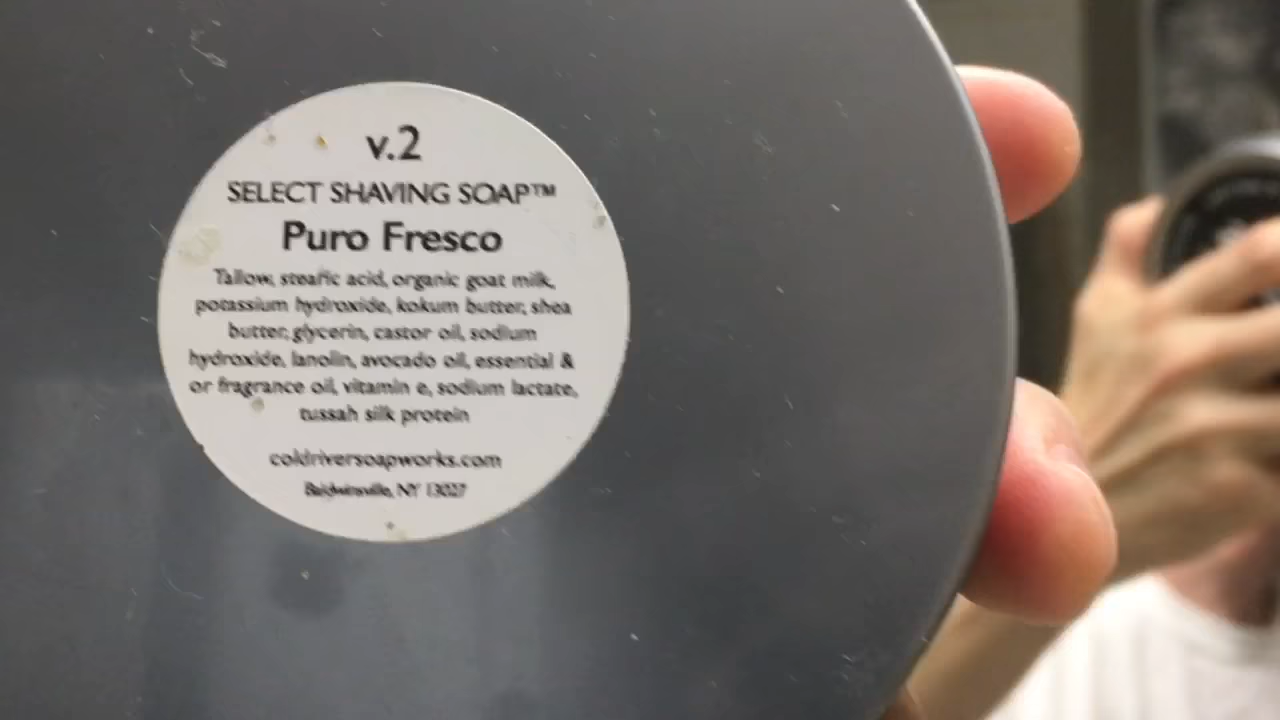 v.2
SELECT SHAVING SOAP™
Puro Fresco
Tallow, stearic acid, organic goat milk,
potassium hydroxide, kokum butter, shea
butter, glycerin, castor oil, sodium
hydroxide, lanolin, avocado oil, essential &
or fragrance oil, vitamin e, sodium lactate,
tussah silk protein
coldriversoapworks.com
Baldwinsville, NY 13027